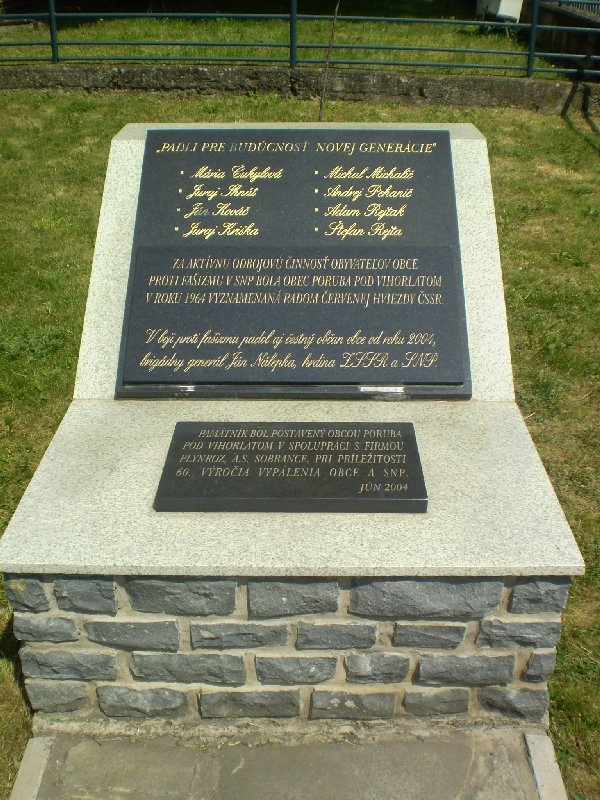 „PADLI PRE BUDÚCNOSŤ NOVEJ GENERÁCIE"
• Mária Cukylová • Michal Michalič
• Juraj Ihnát • Andrej Pekanič
• Ján Kováč • Adam Rejtak
• Juraj Kriška • Štefan Rejta
ZA AKTÍVNU ODBOJOVÚ ČINNOSŤ OBYVATEĽOV OBCE
PROTI FAŠIZMU V SNP BOLA OBEC PORUBA POD VIHORLATOM
V ROKU 1964 VYZNAMENANÁ RADOM ČERVENEJ HVIEZDY ČSSR.
V boji proti fašizmu padol aj čestný občan obce od roku 2004,
brigádny generál Ján Nálepka, hrdina ZSSR a SNP.
PAMÄTNÍK BOL POSTAVENÝ OBCOU PORUBA
POD VIHORLATOM V SPOLUPRÁCI S FIRMOU
PLYNROZ, A.S. SOBRANCE, PRI PRÍLEŽITOSTI
60. VÝROČIA VYPÁLENIA OBCE A SNP.
JÚN 2004